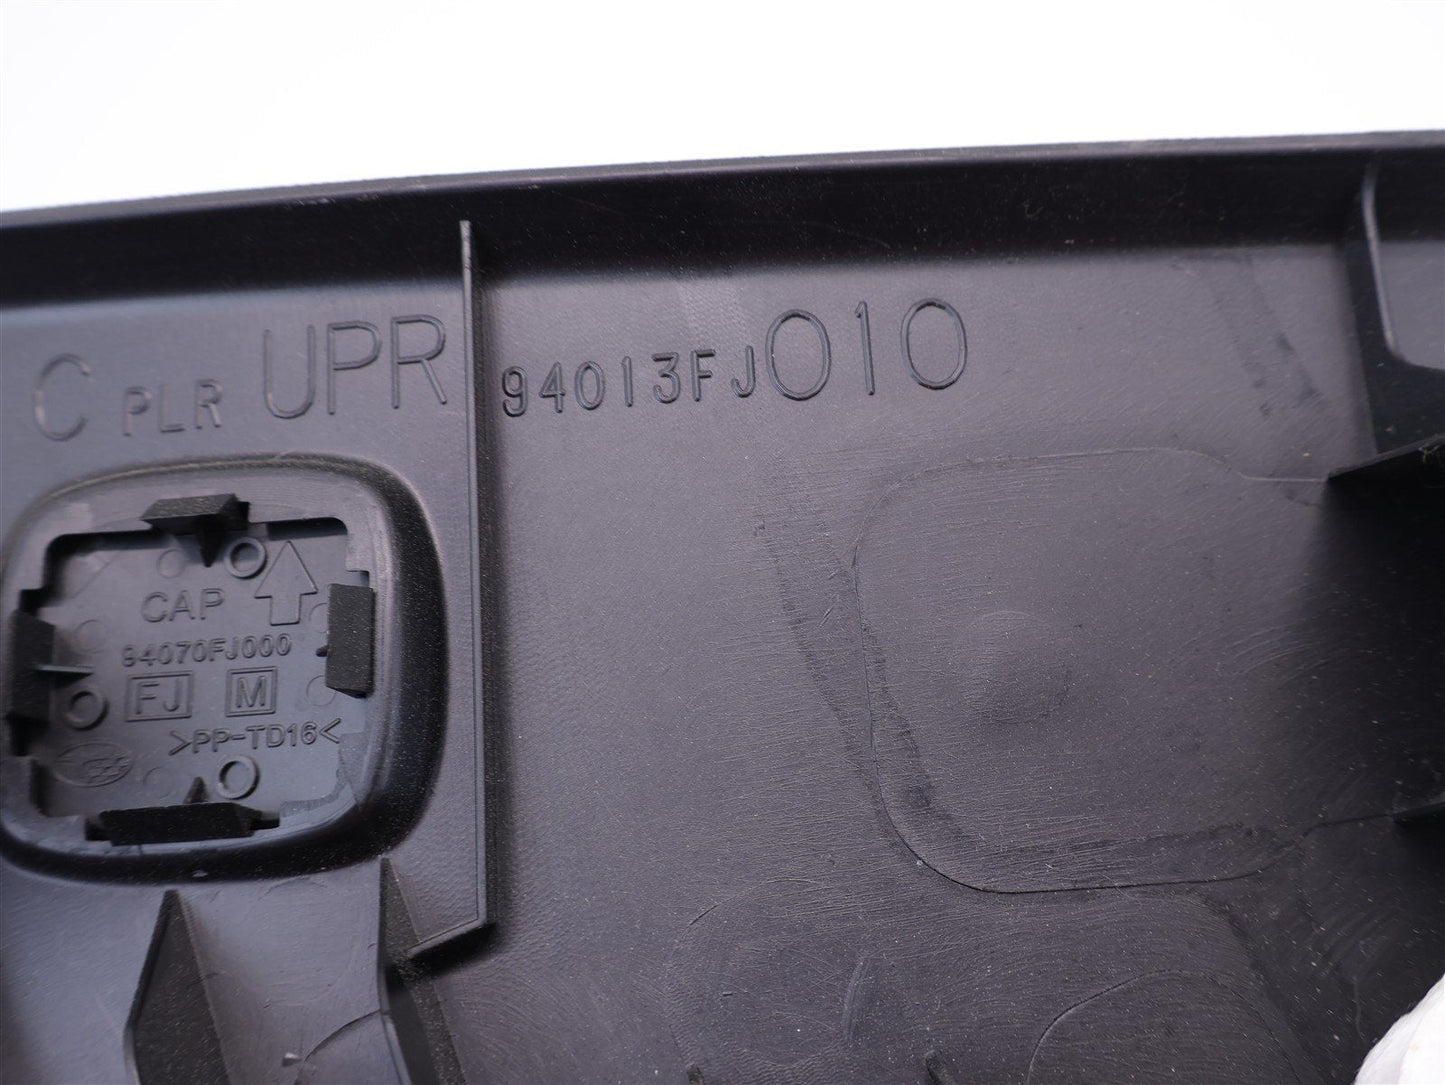 C PLR UPR 94013FJ010
CAP
94070FJ000
FJ M
>PP-TD16<